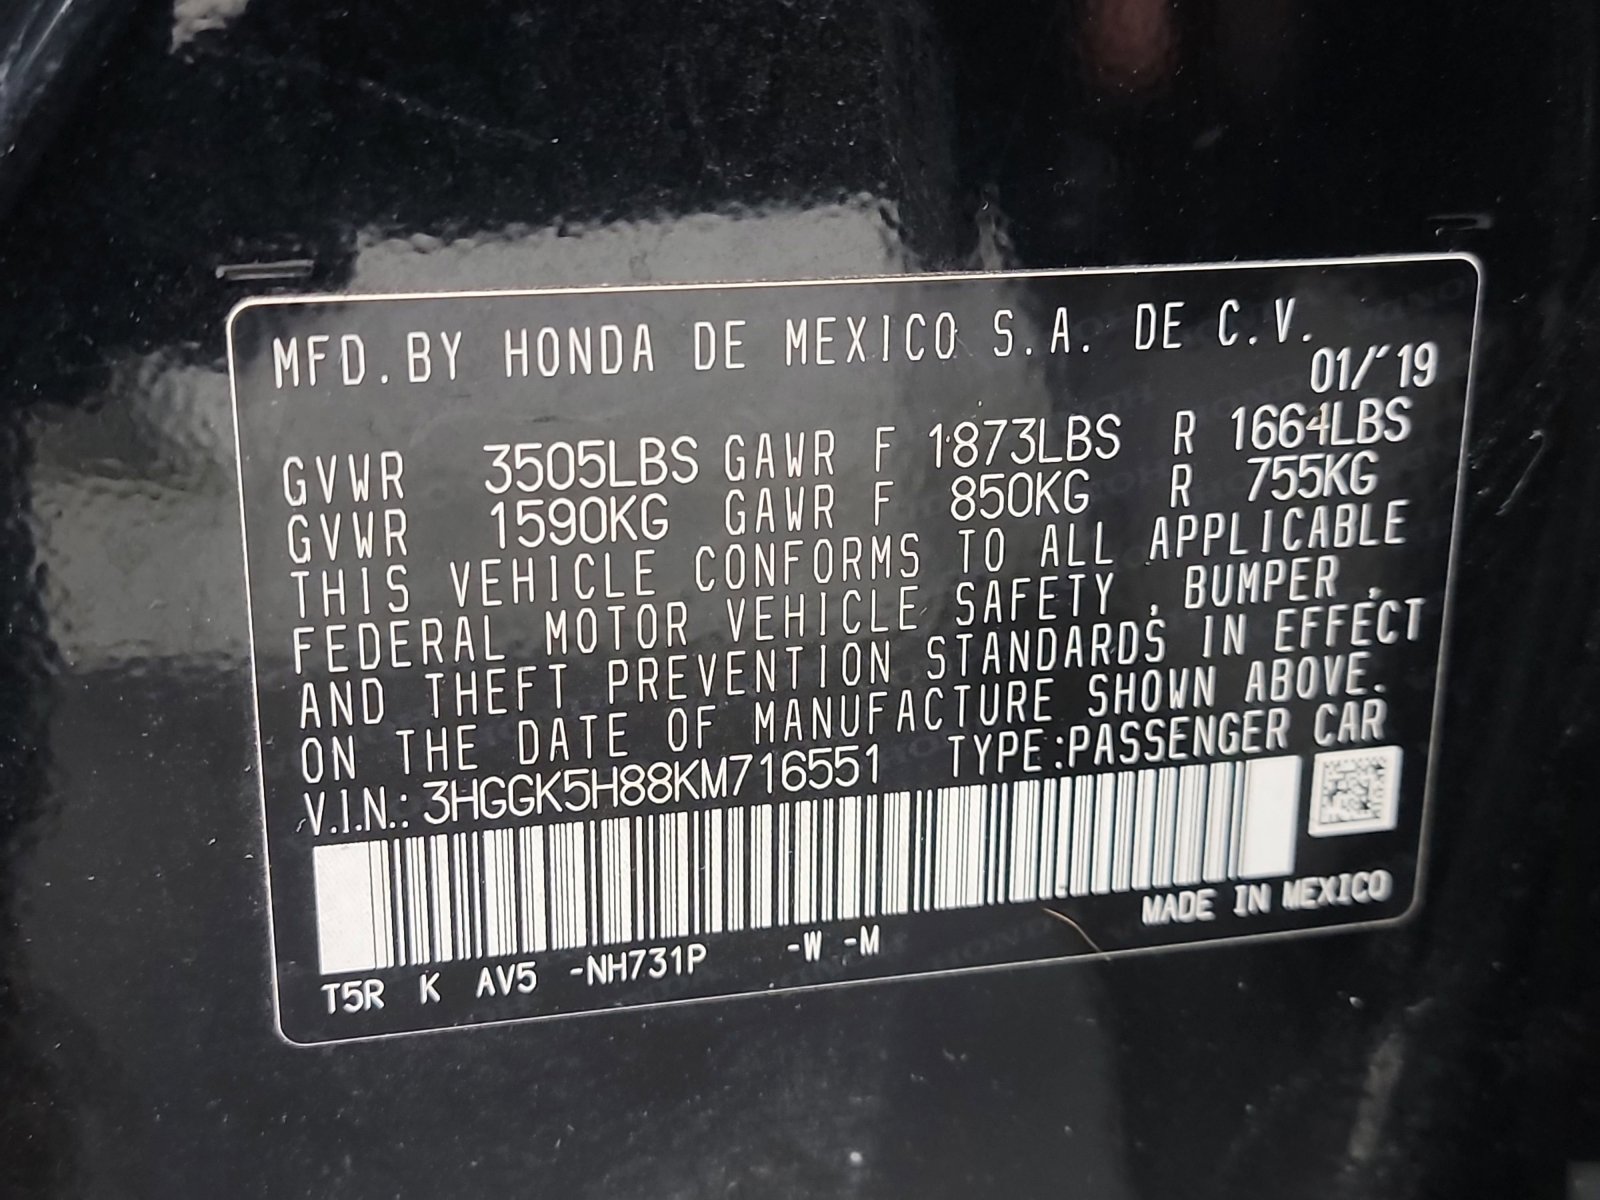 MFD. BY HONDA DE MEXICO S.A. DE C.V.
01/'19
GVWR 3505LBS GAWR F 1873LBS R 1664LBS
GVWR 1590KG GAWR F 850KG R 755KG
THIS VEHICLE CONFORMS TO ALL APPLICABLE
FEDERAL MOTOR VEHICLE SAFETY , BUMPER ,
AND THEFT PREVENTION STANDARDS IN EFFECT
ON THE DATE OF MANUFACTURE SHOWN ABOVE.
V.I.N.: 3HGGK5H88KM716551 TYPE:PASSENGER CAR
MADE IN MEXICO
T5R K AV5 -NH731P -W -M